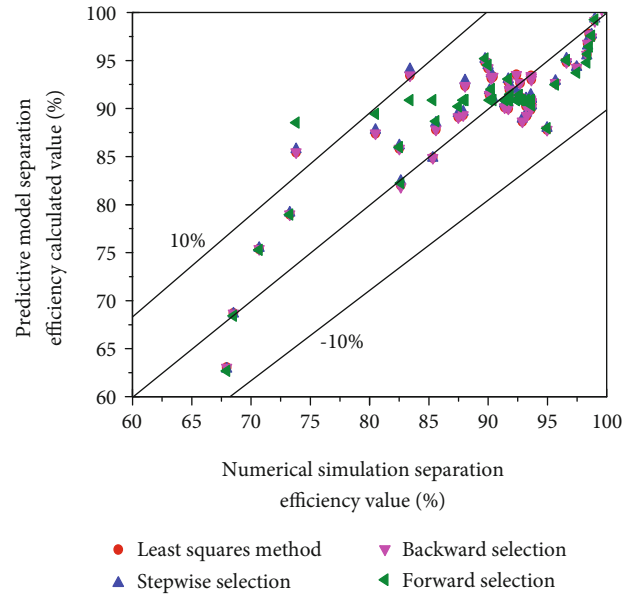 Predictive model separation
efficiency calculated value (%)
100
95
90
85
80
75
70
65
60
10%
-10%
60
65
70
75
80
85
90
95
100
Numerical simulation separation
efficiency value (%)
Least squares method
Backward selection
Stepwise selection
Forward selection